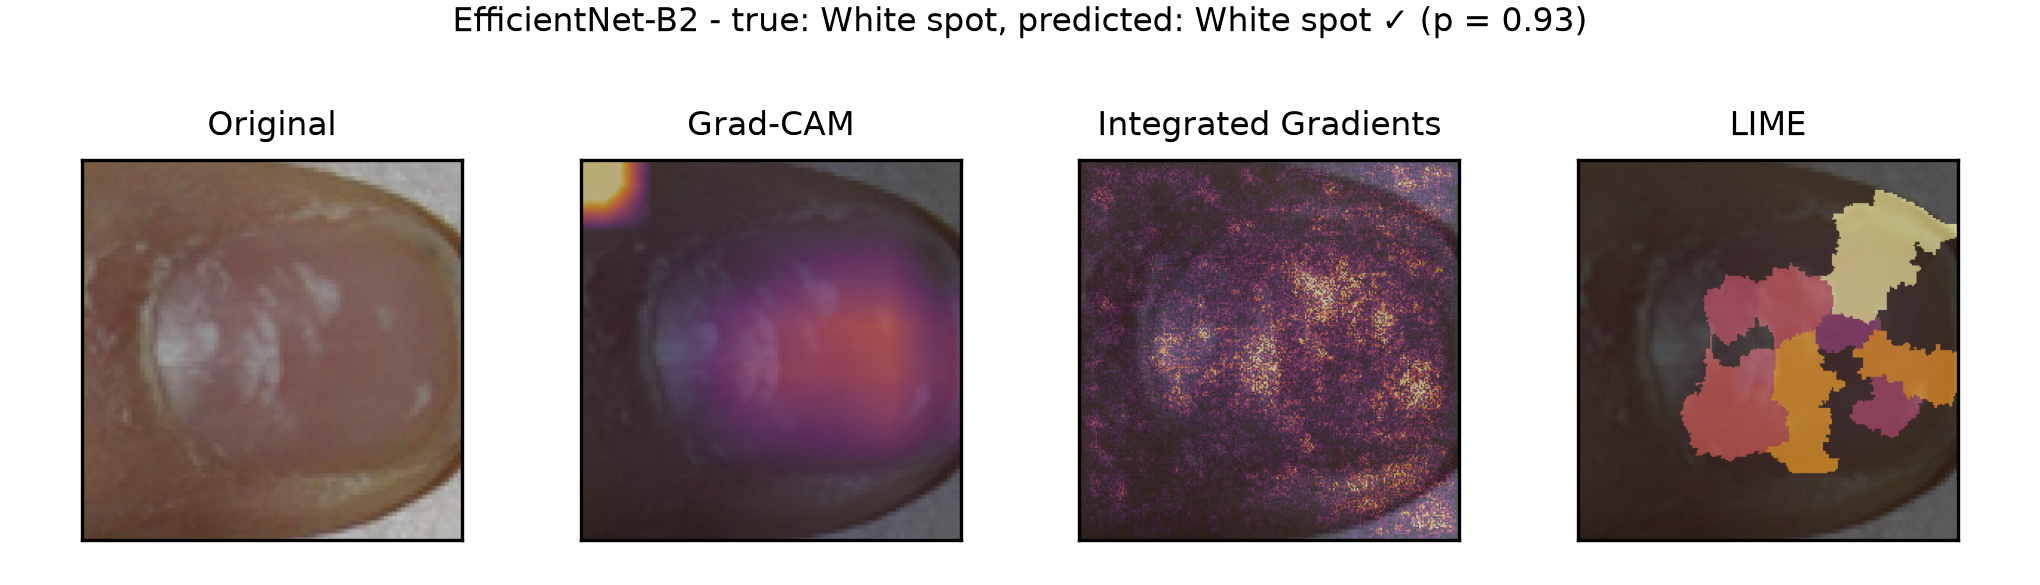 EfficientNet-B2 - true: White spot, predicted: White spot ✓ (p = 0.93)
Original
Grad-CAM
Integrated Gradients
LIME